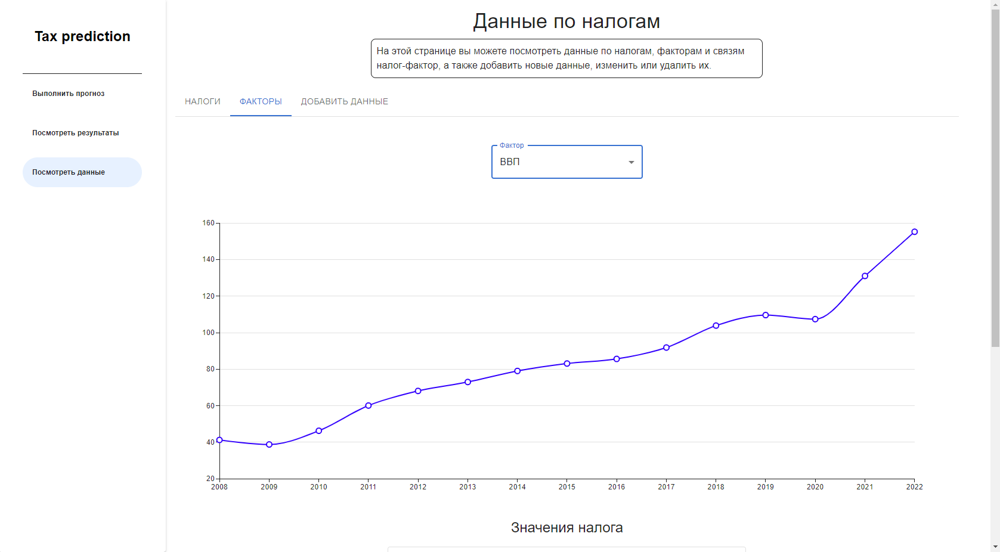 Tax prediction
Выполнить прогноз
Посмотреть результаты
Посмотреть данные
Данные по налогам
На этой странице вы можете посмотреть данные по налогам, факторам и связям
налог-фактор, а также добавить новые данные, изменить или удалить их.
НАЛОГИ ФАКТОРЫ ДОБАВИТЬ ДАННЫЕ
Фактор
ВВП
160
140
120
100
80
60
40
20
2008 2009 2010 2011 2012 2013 2014 2015 2016 2017 2018 2019 2020 2021 2022
Значения налога